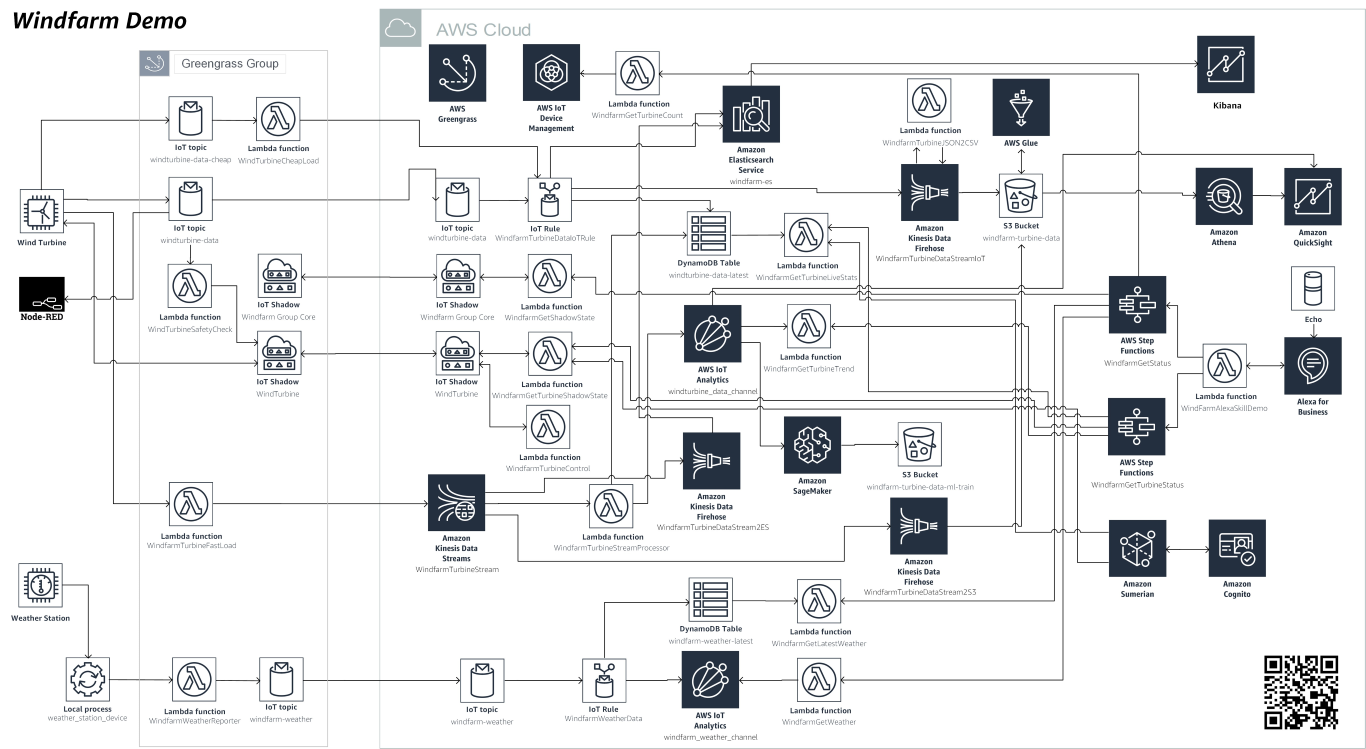 Windfarm Demo
AWS Cloud
Greengrass Group
AWS
Greengrass
AWS IoT
Device
Management
Lambda function
WindfarmGetTurbineCount
Amazon
Elasticsearch
Service
windfarm-es
Lambda function
WindfarmTurbineJSON2CSV
AWS Glue
Kibana
IoT topic
windturbine-data-cheap
Lambda function
WindTurbineCheapLoad
Wind Turbine
IoT topic
windturbine-data
IoT topic
windturbine-data
IoT Rule
WindfarmTurbineDataIoTRule
DynamoDB Table
windturbine-data-latest
Lambda function
WindfarmGetTurbineLiveStats
Amazon
Kinesis Data
Firehose
WindfarmTurbineDataStreamIoT
S3 Bucket
windfarm-turbine-data
Amazon
Athena
Amazon
QuickSight
Node-RED
Lambda function
WindTurbineSafetyCheck
IoT Shadow
Windfarm Group Core
IoT Shadow
Windfarm Group Core
Lambda function
WindfarmGetShadowState
Echo
IoT Shadow
WindTurbine
IoT Shadow
WindTurbine
Lambda function
WindfarmGetTurbineShadowState
AWS IoT
Analytics
windturbine_data_channel
Lambda function
WindfarmGetTurbineTrend
AWS Step
Functions
WindfarmGetStatus
Lambda function
WindFarmAlexaSkillDemo
Alexa for
Business
Lambda function
WindfarmTurbineControl
Amazon
Kinesis Data
Firehose
WindfarmTurbineDataStream2ES
Amazon
SageMaker
S3 Bucket
windfarm-turbine-data-ml-train
AWS Step
Functions
WindfarmGetTurbineStatus
Lambda function
WindfarmTurbineFastLoad
Amazon
Kinesis Data
Streams
WindfarmTurbineStream
Lambda function
WindfarmTurbineStreamProcessor
Amazon
Kinesis Data
Firehose
WindfarmTurbineDataStream2S3
Amazon
Sumerian
Amazon
Cognito
Weather Station
DynamoDB Table
windfarm-weather-latest
Lambda function
WindfarmGetLatestWeather
Local process
weather_station_device
Lambda function
WindfarmWeatherReporter
IoT topic
windfarm-weather
IoT topic
windfarm-weather
IoT Rule
WindfarmWeatherData
AWS IoT
Analytics
windfarm_weather_channel
Lambda function
WindfarmGetWeather